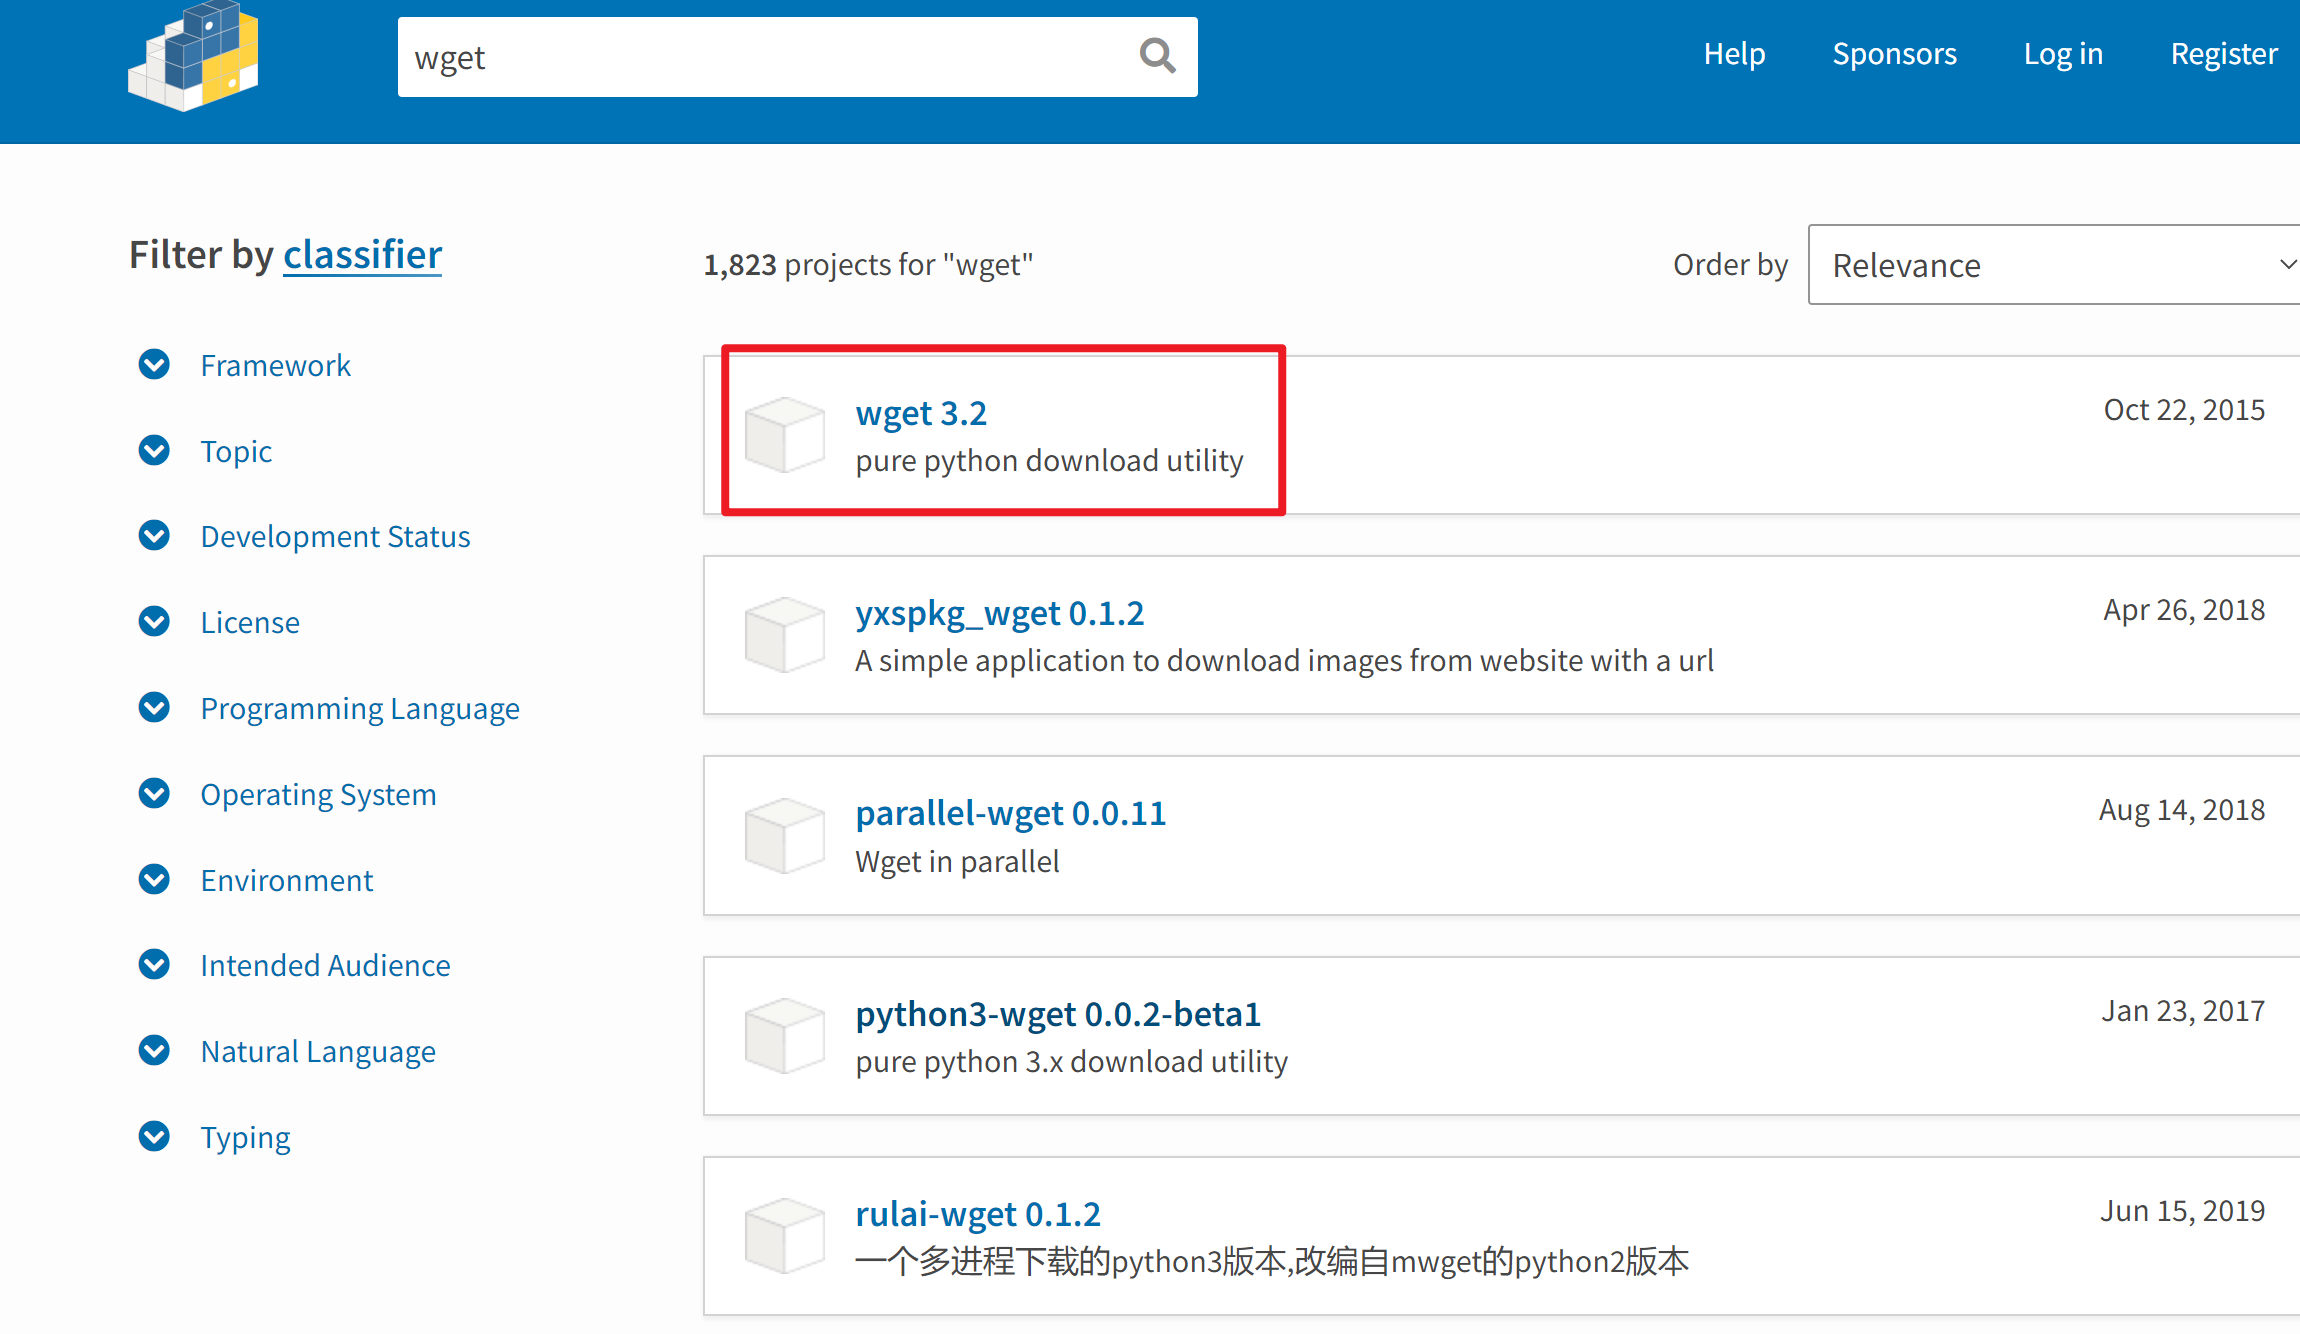 wget
Help
Sponsors
Log in
Register
Filter by classifier
Framework
Topic
Development Status
License
Programming Language
Operating System
Environment
Intended Audience
Natural Language
Typing
1,823 projects for "wget"
Order by
Relevance
wget 3.2
Oct 22, 2015
pure python download utility
yxspkg_wget 0.1.2
Apr 26, 2018
A simple application to download images from website with a url
parallel-wget 0.0.11
Aug 14, 2018
Wget in parallel
python3-wget 0.0.2-beta1
Jan 23, 2017
pure python 3.x download utility
rulai-wget 0.1.2
Jun 15, 2019
一个多进程下载的python3版本,改编自mwget的python2版本